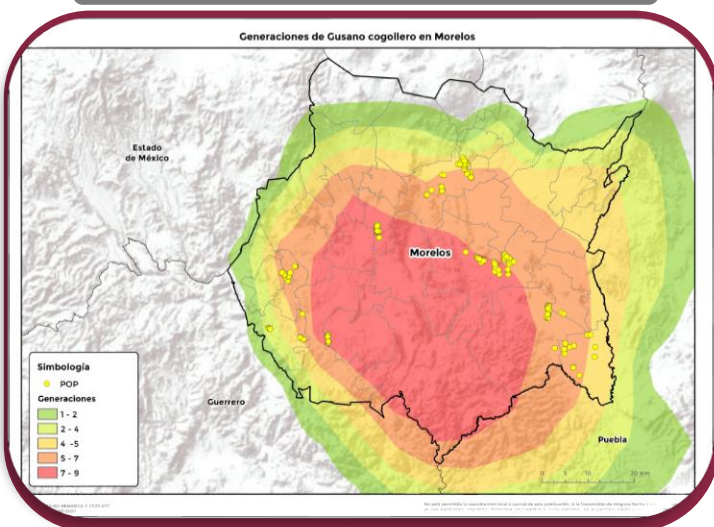 Generaciones de Gusano cogollero en Morelos
Estado
de México
Morelos
Simbología
POP
Generaciones
1 - 2
2 - 4
4 -5
5 - 7
7 - 9
Guerrero
Puebla
0
5
10
20 km